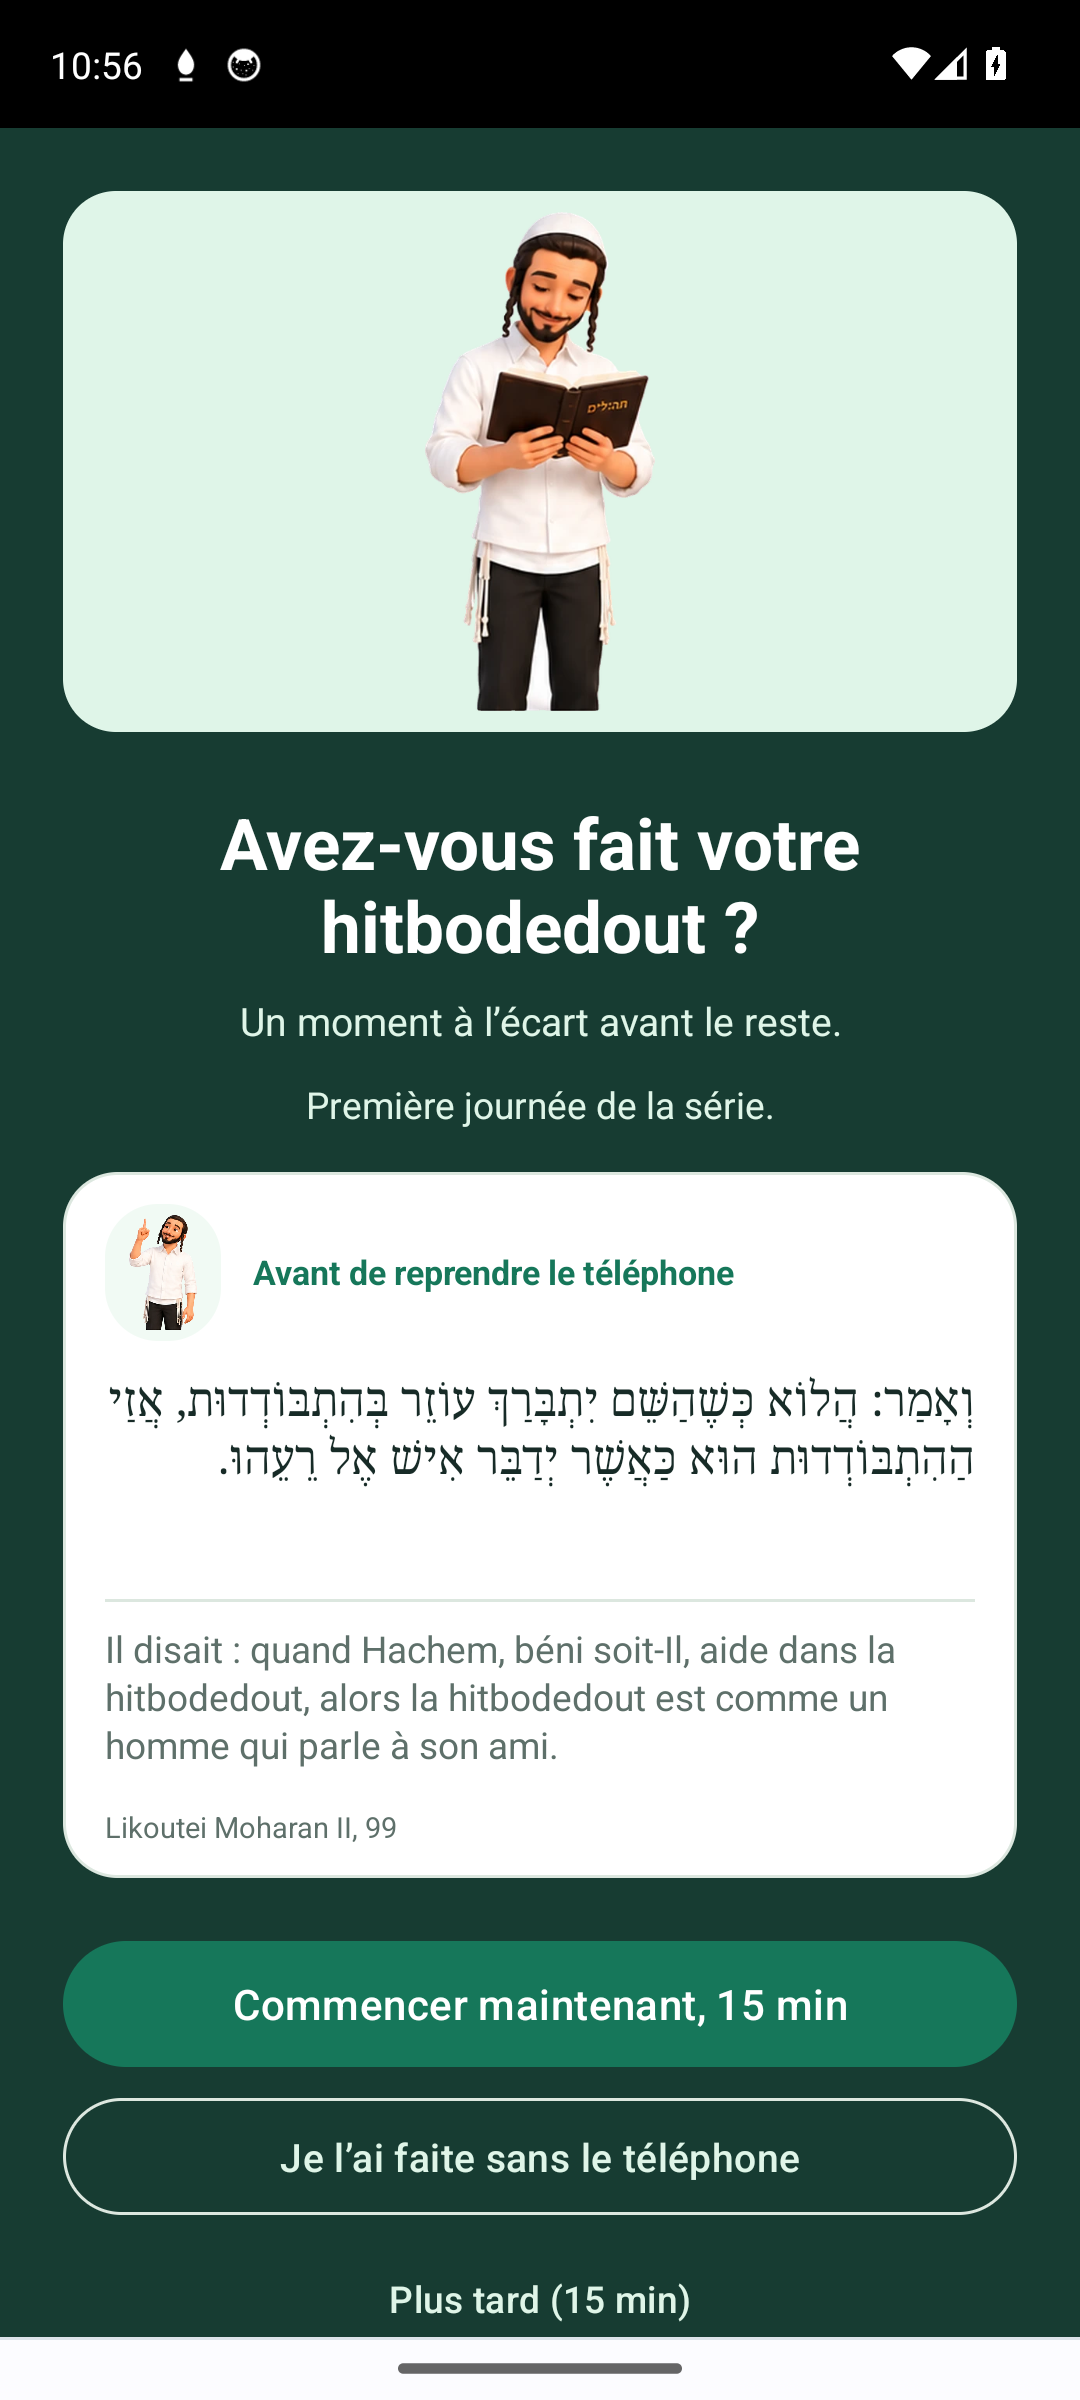 10:56
תהילים
Avez-vous fait votre
hitbodedout ?
Un moment à l’écart avant le reste.
Première journée de la série.
Avant de reprendre le téléphone
וְאָמַר: הֲלוֹא כְּשֶׁהַשֵּׁם יִתְבָּרַךְ עוֹזֵר בְּהִתְבּוֹדְדוּת, אֲזַי
הַהִתְבּוֹדְדוּת הוּא כַּאֲשֶׁר יְדַבֵּר אִישׁ אֶל רֵעֵהוּ.
Il disait : quand Hachem, béni soit-Il, aide dans la
hitbodedout, alors la hitbodedout est comme un
homme qui parle à son ami.
Likoutei Moharan II, 99
Commencer maintenant, 15 min
Je l’ai faite sans le téléphone
Plus tard (15 min)